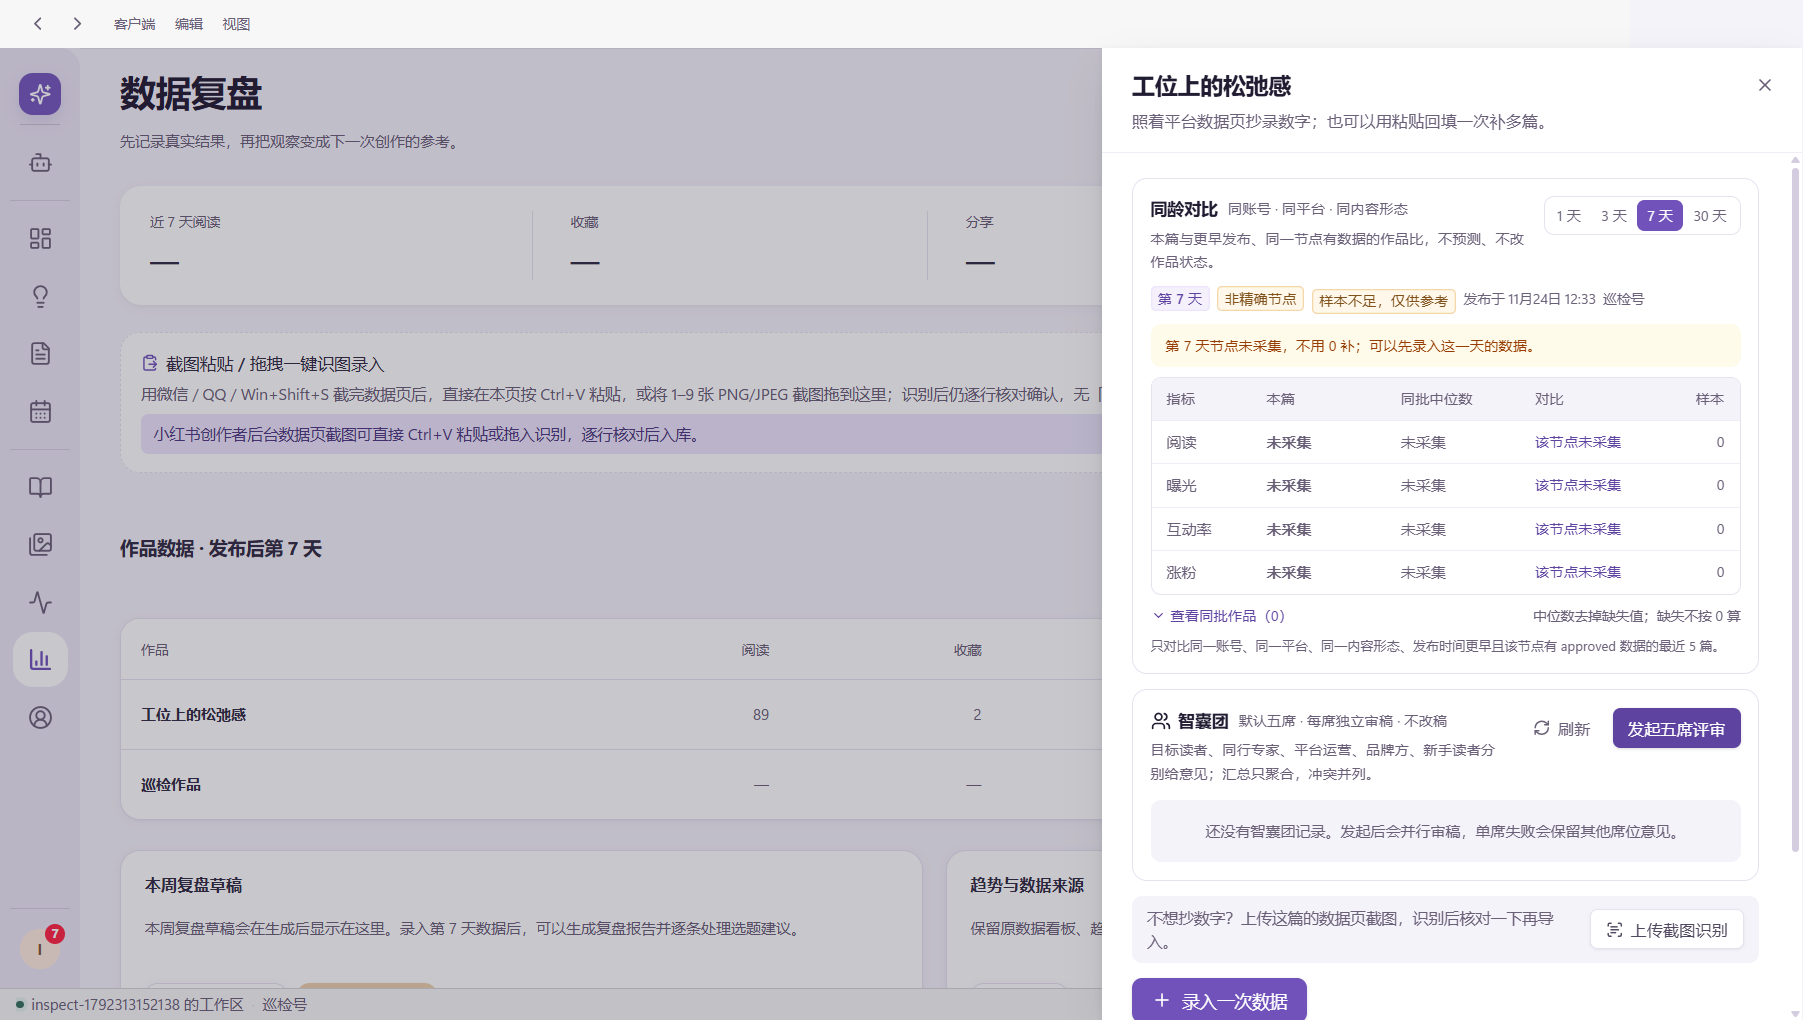 客户端 编辑 视图
数据复盘
先记录真实结果，再把观察变成下一次创作的参考。
近 7 天阅读
—
收藏
—
分享
—
截图粘贴 / 拖拽一键识图录入
用微信 / QQ / Win+Shift+S 截完数据页后，直接在本页按 Ctrl+V 粘贴，或将 1–9 张 PNG/JPEG 截图拖到这里；识别后仍逐行核对确认，无
小红书创作者后台数据页截图可直接 Ctrl+V 粘贴或拖入识别，逐行核对后入库。
作品数据 · 发布后第 7 天
作品 阅读 收藏
工位上的松弛感 89 2
巡检作品 — —
本周复盘草稿
本周复盘草稿会在生成后显示在这里。录入第 7 天数据后，可以生成复盘报告并逐条处理选题建议。
趋势与数据来源
保留原数据看板、趋
7
I
inspect-1792313152138 的工作区 · 巡检号
工位上的松弛感
照着平台数据页抄录数字；也可以用粘贴回填一次补多篇。
同龄对比 同账号 · 同平台 · 同内容形态
1 天 3 天 7 天 30 天
本篇与更早发布、同一节点有数据的作品比，不预测、不改
作品状态。
第 7 天 非精确节点 样本不足，仅供参考 发布于 11月24日 12:33 巡检号
第 7 天节点未采集，不用 0 补；可以先录入这一天的数据。
指标 本篇 同批中位数 对比 样本
阅读 未采集 未采集 该节点未采集 0
曝光 未采集 未采集 该节点未采集 0
互动率 未采集 未采集 该节点未采集 0
涨粉 未采集 未采集 该节点未采集 0
查看同批作品（0） 中位数去掉缺失值；缺失不按 0 算
只对比同一账号、同一平台、同一内容形态、发布时间更早且该节点有 approved 数据的最近 5 篇。
智囊团 默认五席 · 每席独立审稿 · 不改稿
刷新 发起五席评审
目标读者、同行专家、平台运营、品牌方、新手读者分
别给意见；汇总只聚合，冲突并列。
还没有智囊团记录。发起后会并行审稿，单席失败会保留其他席位意见。
不想抄数字？上传这篇的数据页截图，识别后核对一下再导
入。
上传截图识别
录入一次数据